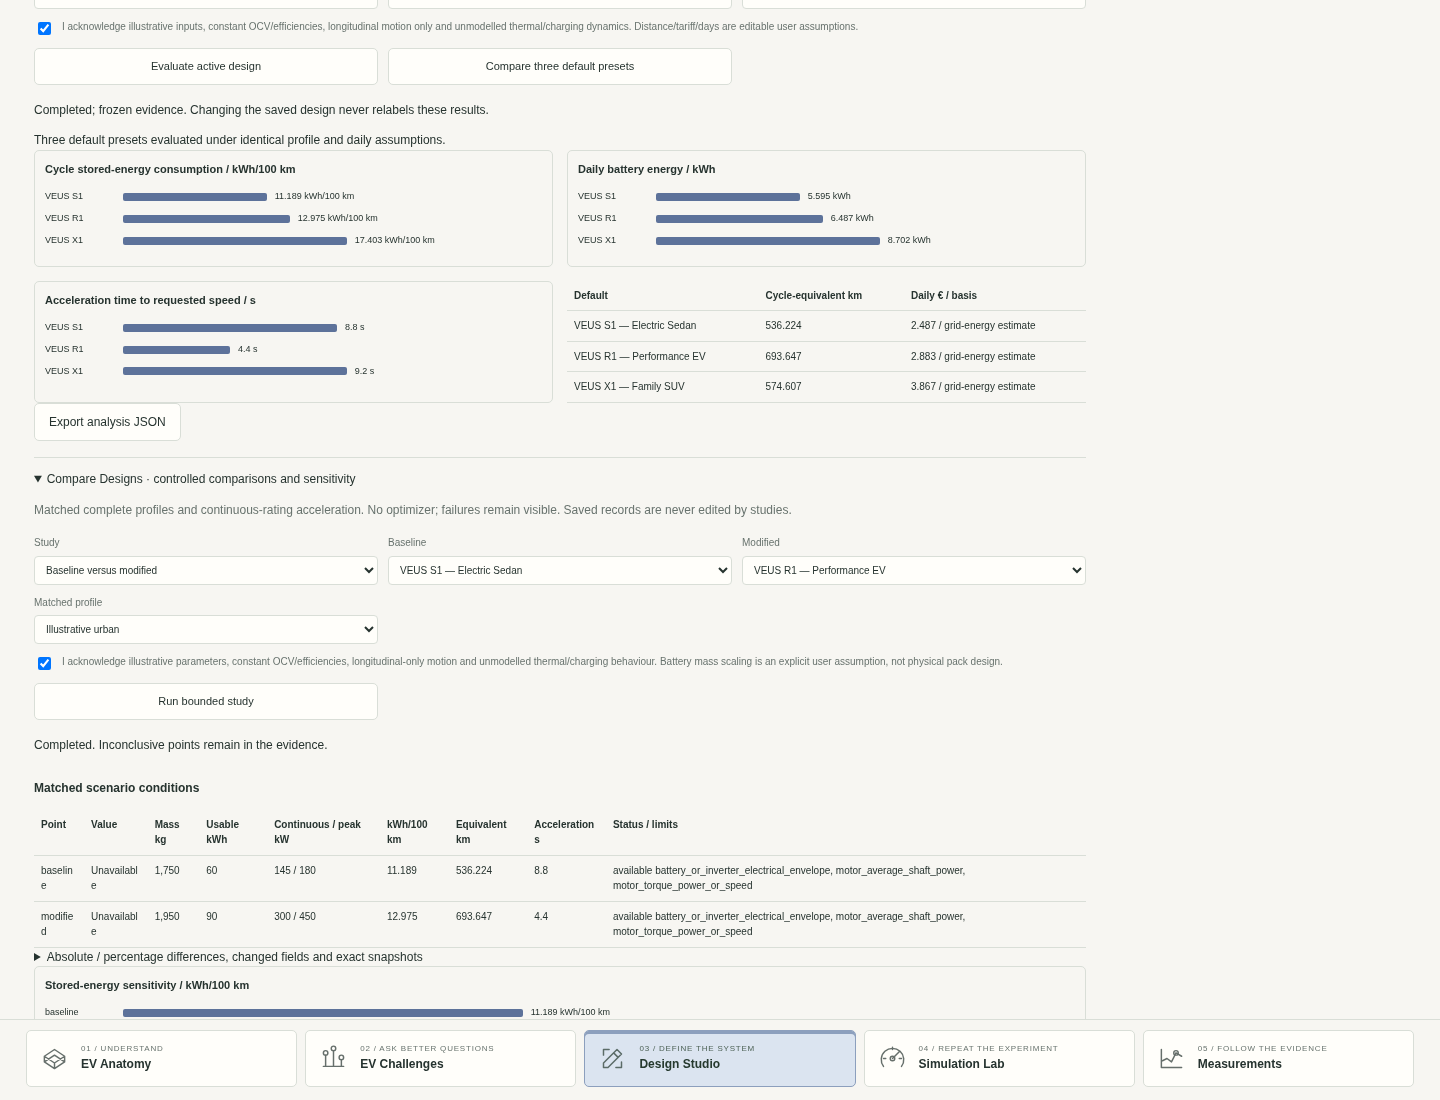 I acknowledge illustrative inputs, constant OCV/efficiencies, longitudinal motion only and unmodelled thermal/charging dynamics. Distance/tariff/days are editable user assumptions.
Evaluate active design
Compare three default presets
Completed; frozen evidence. Changing the saved design never relabels these results.
Three default presets evaluated under identical profile and daily assumptions.
Cycle stored-energy consumption / kWh/100 km
VEUS S1 11.189 kWh/100 km
VEUS R1 12.975 kWh/100 km
VEUS X1 17.403 kWh/100 km
Daily battery energy / kWh
VEUS S1 5.595 kWh
VEUS R1 6.487 kWh
VEUS X1 8.702 kWh
Acceleration time to requested speed / s
VEUS S1 8.8 s
VEUS R1 4.4 s
VEUS X1 9.2 s
Default Cycle-equivalent km Daily € / basis
VEUS S1 — Electric Sedan 536.224 2.487 / grid-energy estimate
VEUS R1 — Performance EV 693.647 2.883 / grid-energy estimate
VEUS X1 — Family SUV 574.607 3.867 / grid-energy estimate
Export analysis JSON
Compare Designs · controlled comparisons and sensitivity
Matched complete profiles and continuous-rating acceleration. No optimizer; failures remain visible. Saved records are never edited by studies.
Study Baseline Modified
Baseline versus modified VEUS S1 — Electric Sedan VEUS R1 — Performance EV
Matched profile
Illustrative urban
I acknowledge illustrative parameters, constant OCV/efficiencies, longitudinal-only motion and unmodelled thermal/charging behaviour. Battery mass scaling is an explicit user assumption, not physical pack design.
Run bounded study
Completed. Inconclusive points remain in the evidence.
Matched scenario conditions
Point Value Mass Usable Continuous / peak kWh/100 Equivalent Acceleration Status / limits
kg kWh kW km km s
baselin Unavailabl 1,750 60 145 / 180 11.189 536.224 8.8 available battery_or_inverter_electrical_envelope, motor_average_shaft_power,
e e motor_torque_power_or_speed
modifie Unavailabl 1,950 90 300 / 450 12.975 693.647 4.4 available battery_or_inverter_electrical_envelope, motor_average_shaft_power,
d e motor_torque_power_or_speed
Absolute / percentage differences, changed fields and exact snapshots
Stored-energy sensitivity / kWh/100 km
baseline 11.189 kWh/100 km
01 / UNDERSTAND
EV Anatomy
02 / ASK BETTER QUESTIONS
EV Challenges
03 / DEFINE THE SYSTEM
Design Studio
04 / REPEAT THE EXPERIMENT
Simulation Lab
05 / FOLLOW THE EVIDENCE
Measurements